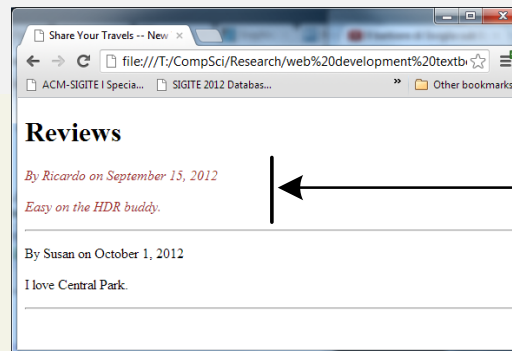 Share Your Travels -- New
file:///T:/CompSci/Research/web%20development%20textb
ACM-SIGITE I Specia... SIGITE 2012 Databas... » Other bookmarks
Reviews
By Ricardo on September 15, 2012
Easy on the HDR buddy.
By Susan on October 1, 2012
I love Central Park.